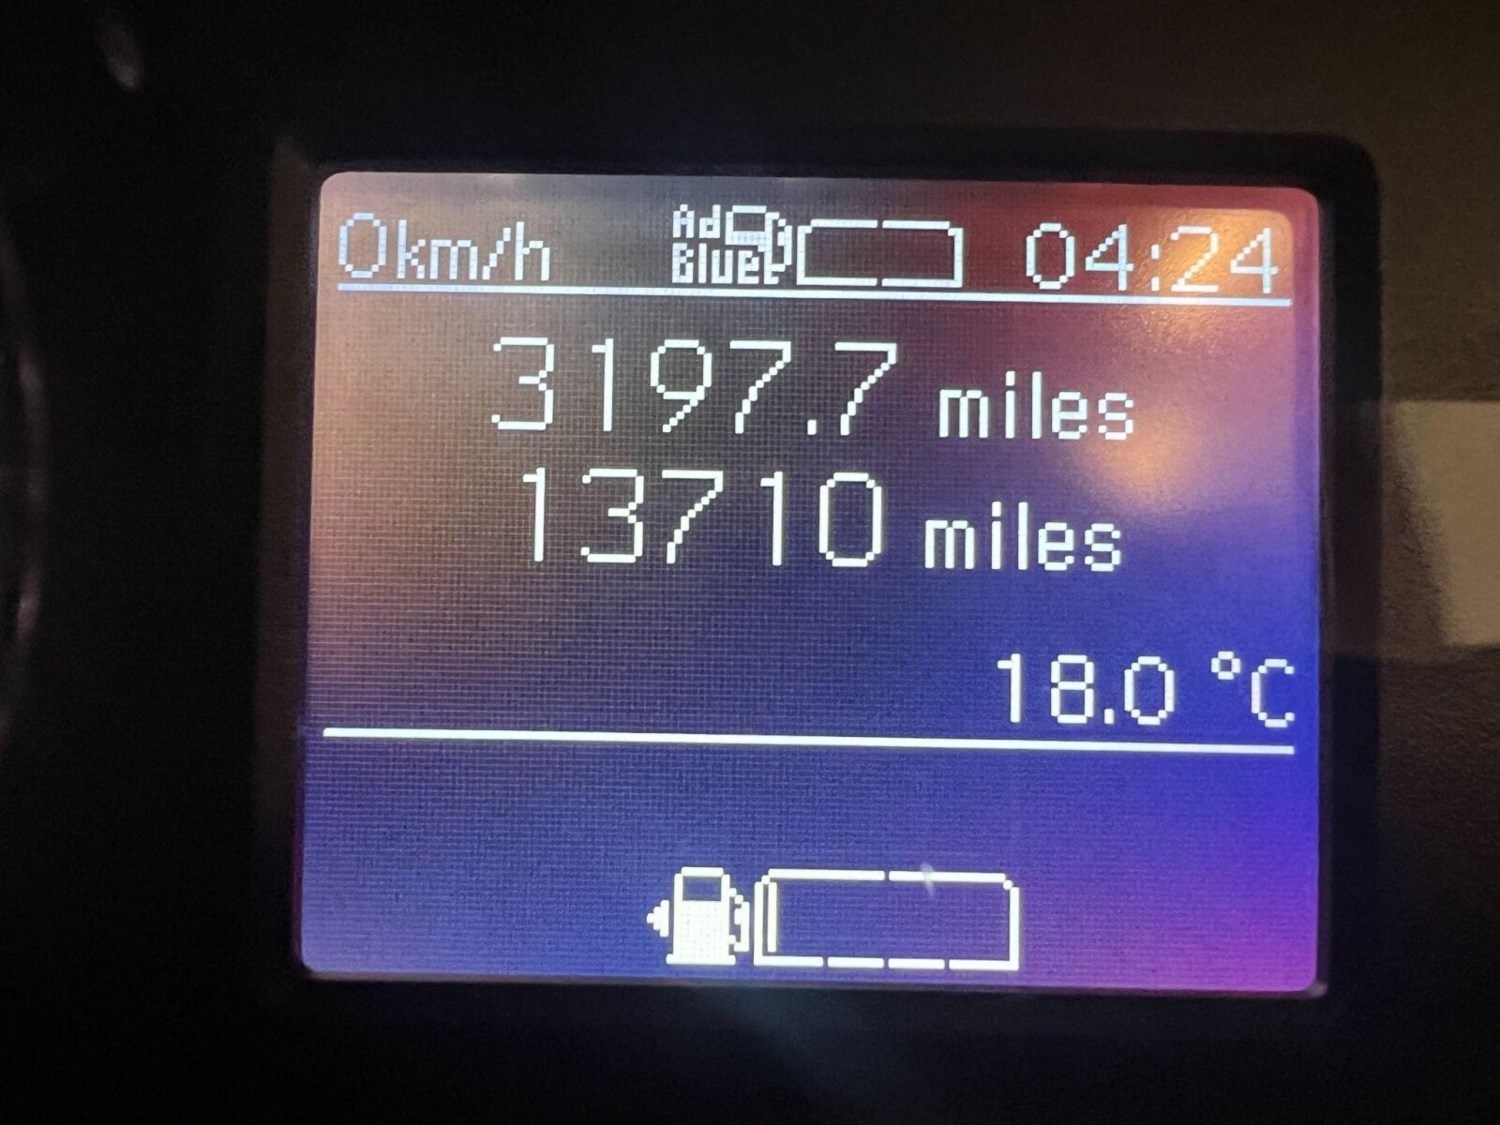 0km/h Ad Blue 04:24
3197.7 miles
13710 miles
18.0 °C